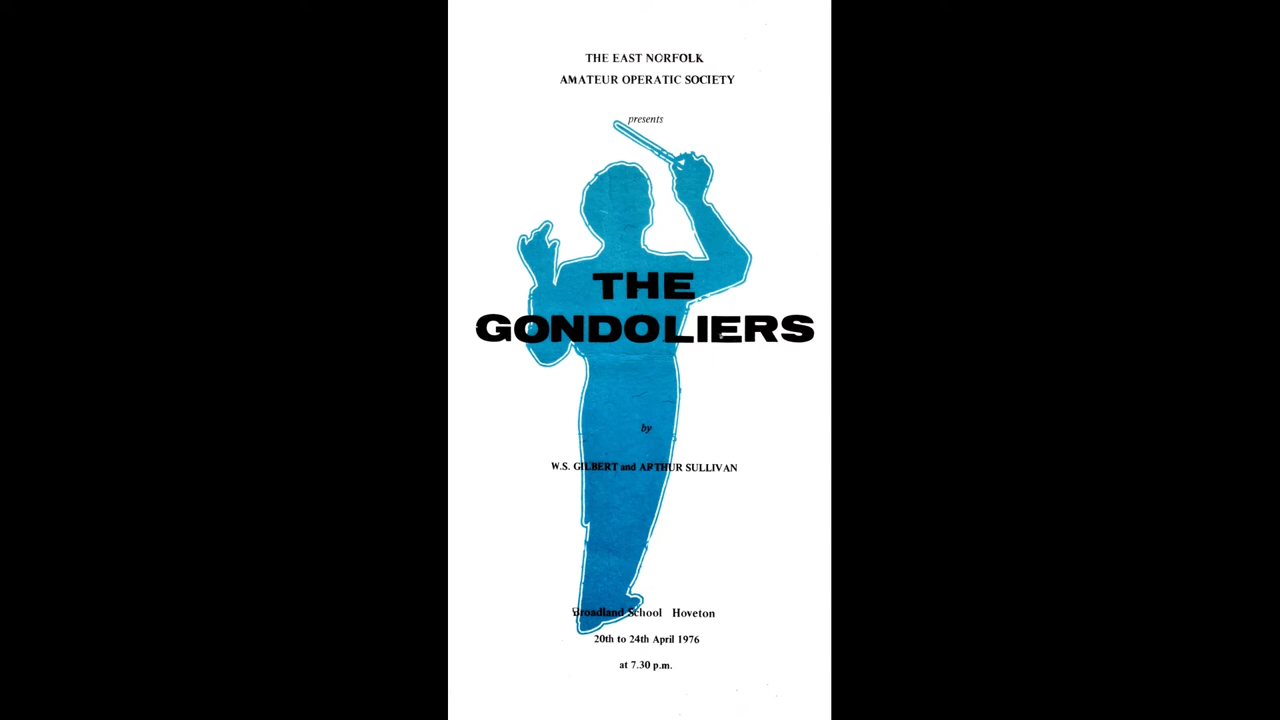 THE EAST NORFOLK
AMATEUR OPERATIC SOCIETY
presents
THE
GONDOLIERS
by
W.S. GILBERT and ARTHUR SULLIVAN
Broadland School Hoveton
20th to 24th April 1976
at 7.30 p.m.